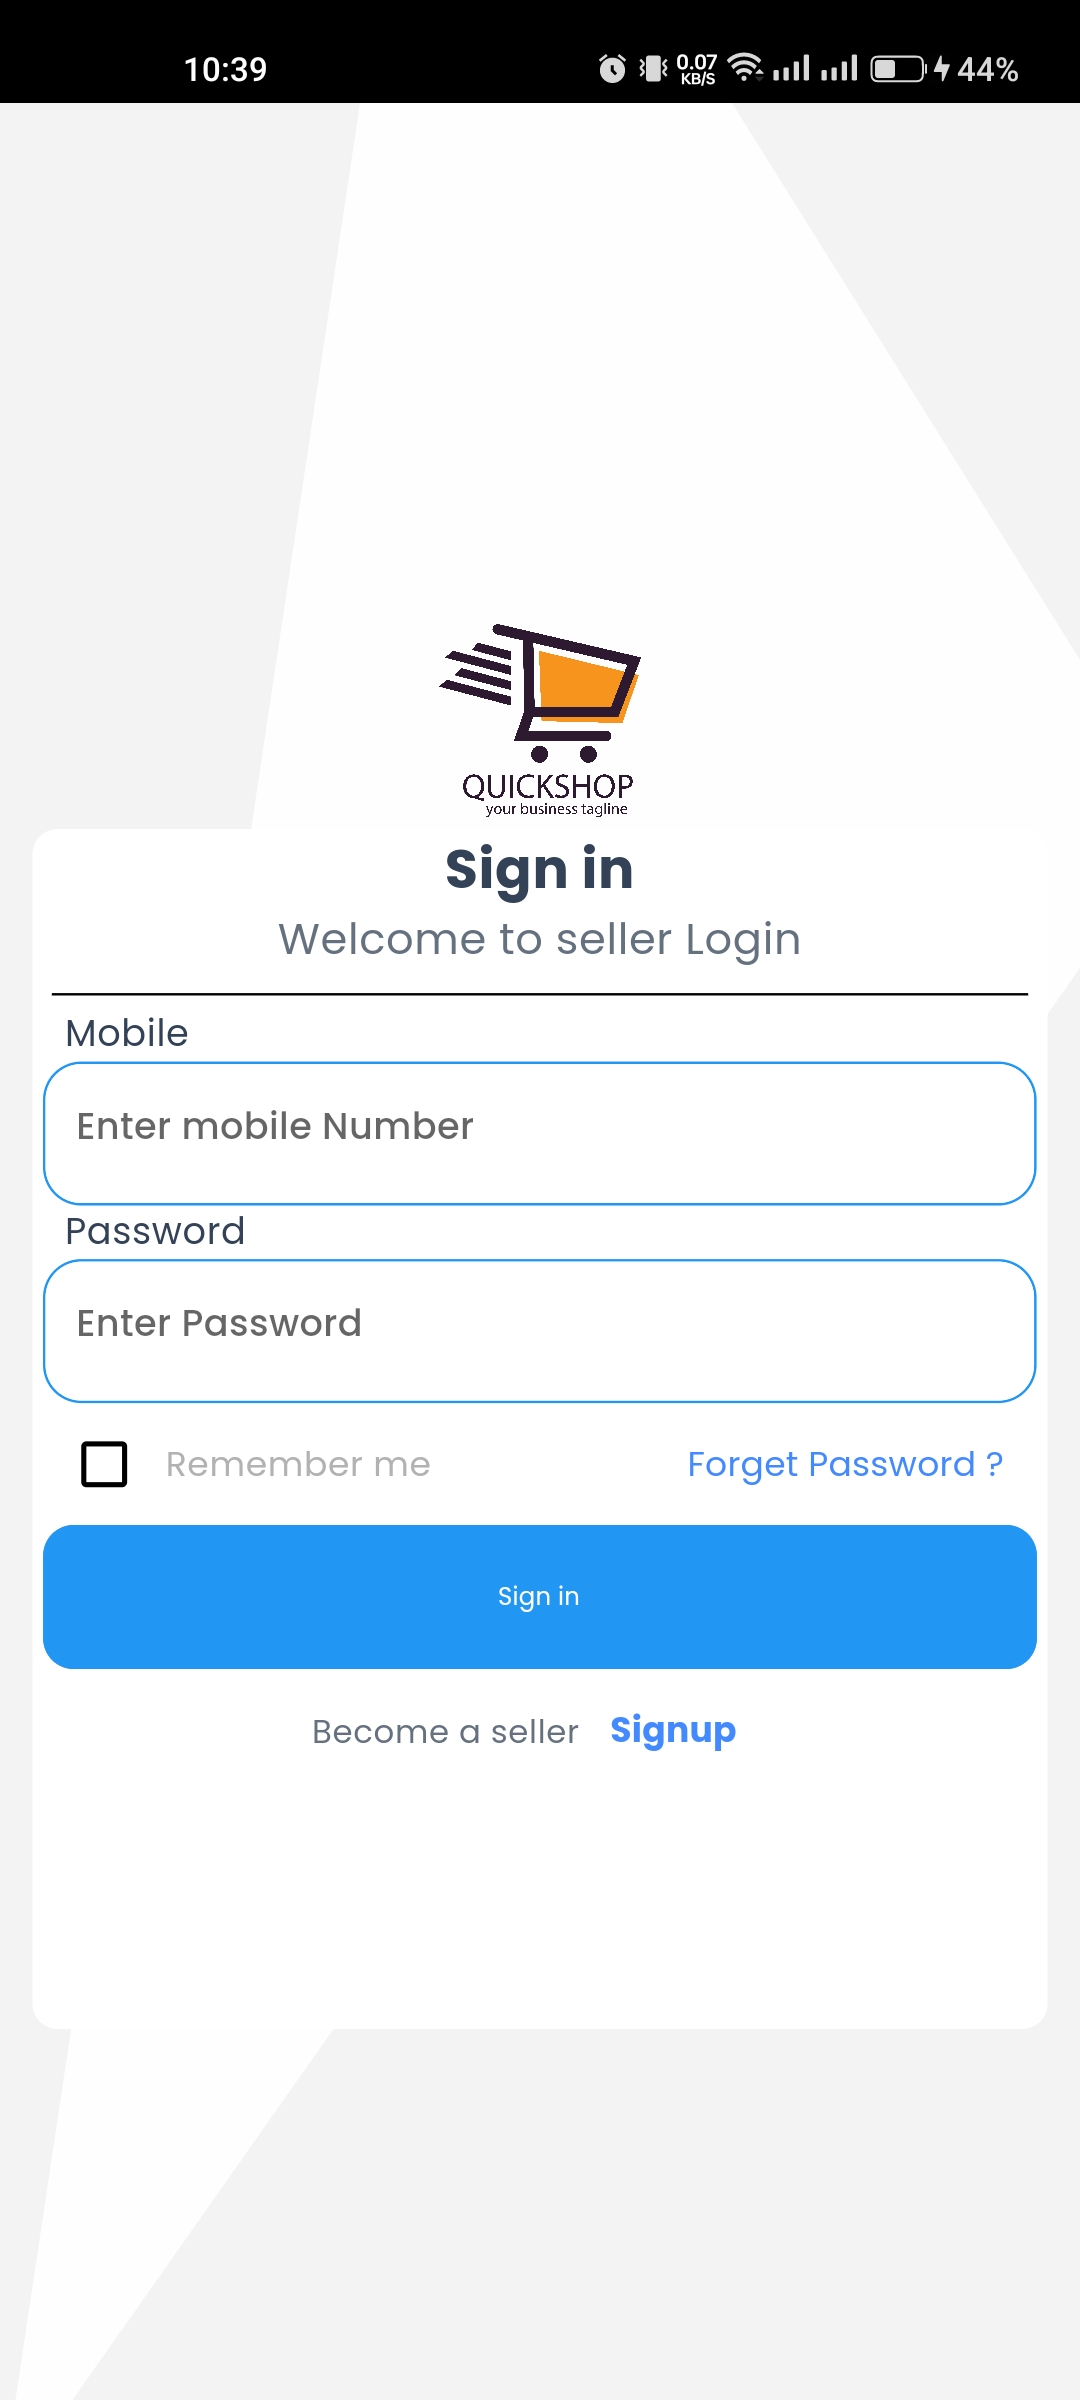 10:39 0.07 KB/S 44%
QUICKSHOP
your business tagline
Sign in
Welcome to seller Login
Mobile
Enter mobile Number
Password
Enter Password
Remember me Forget Password ?
Sign in
Become a seller Signup